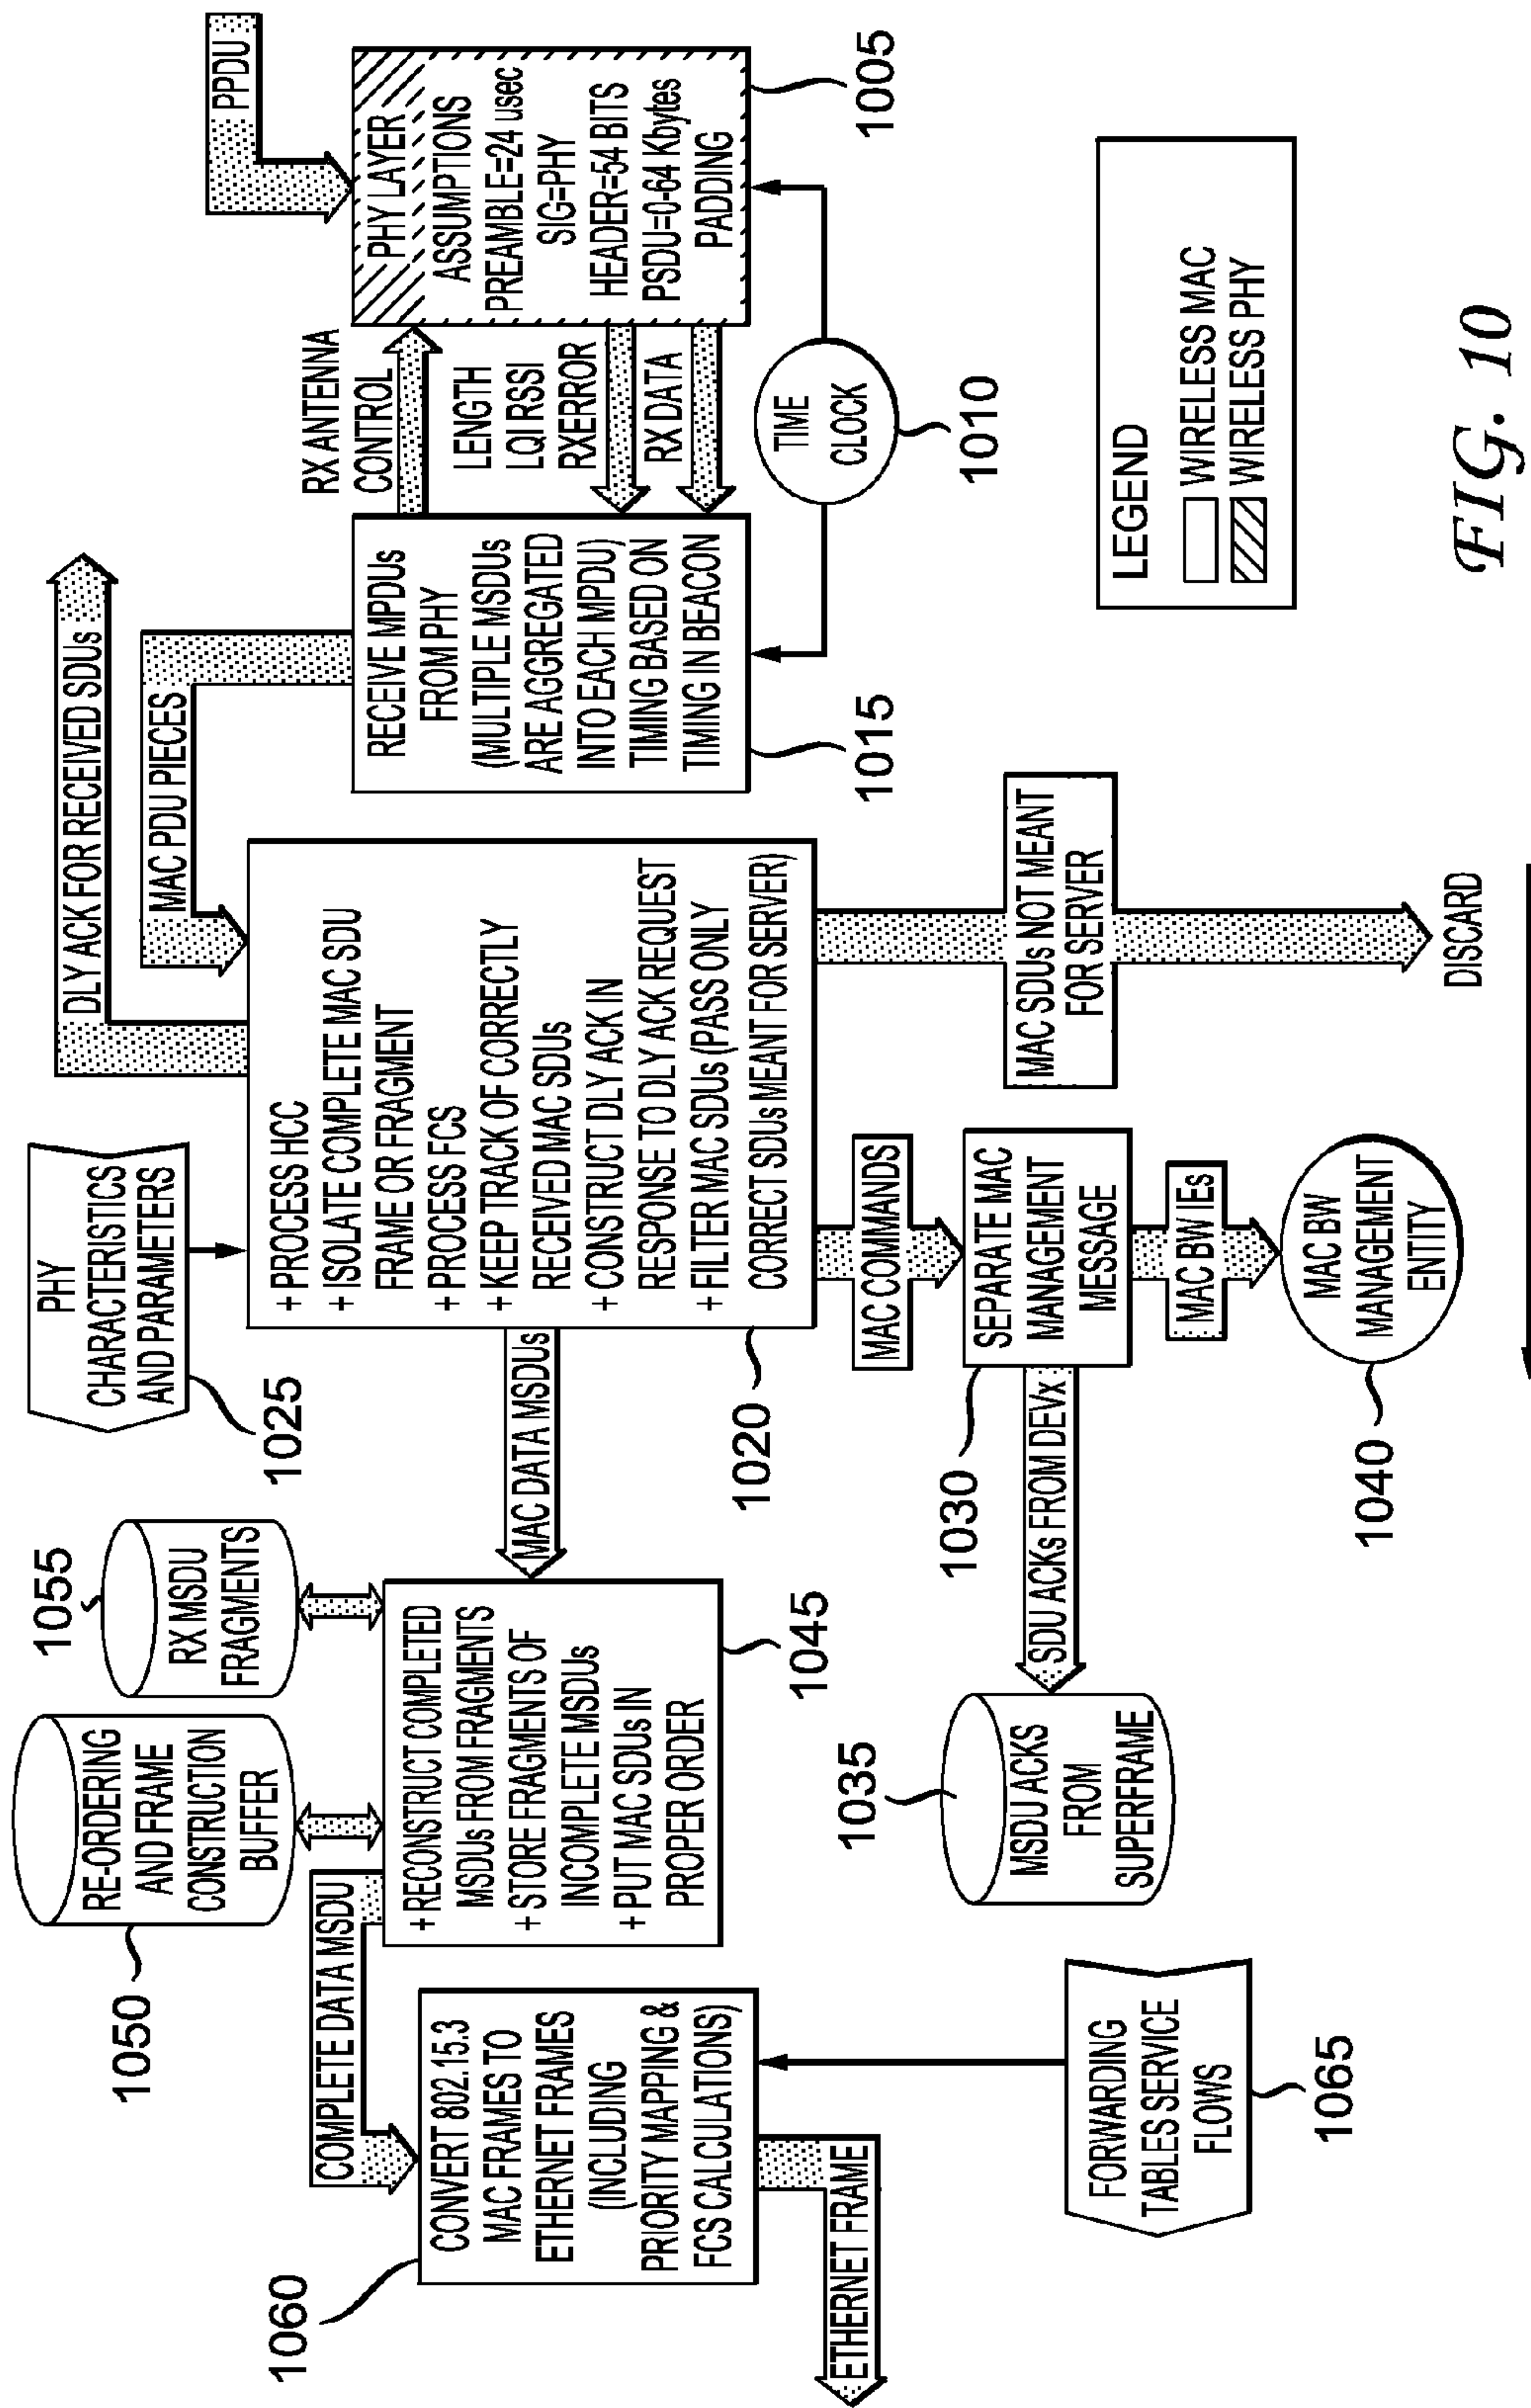 PPDU
PHY LAYER
ASSUMPTIONS
PREAMBLE=24 usec
SIG=PHY
HEADER=54 BITS
PSDU=0-64 Kbytes
PADDING
1005
RX ANTENNA
CONTROL
LENGTH
LQI RSSI
RXERROR
RX DATA
TIME
CLOCK
1010
RECEIVE MPDUs
FROM PHY
(MULTIPLE MSDUs
ARE AGGREGATED
INTO EACH MPDU)
TIMING BASED ON
TIMING IN BEACON
1015
DLY ACK FOR RECEIVED SDUs
MAC PDU PIECES
PHY
CHARACTERISTICS
AND PARAMETERS
1025
+ PROCESS HCC
+ ISOLATE COMPLETE MAC SDU
FRAME OR FRAGMENT
+ PROCESS FCS
+ KEEP TRACK OF CORRECTLY
RECEIVED MAC SDUs
+ CONSTRUCT DLY ACK IN
RESPONSE TO DLY ACK REQUEST
+ FILTER MAC SDUs (PASS ONLY
CORRECT SDUs MEANT FOR SERVER)
1020
MAC SDUs NOT MEANT
FOR SERVER
DISCARD
MAC COMMANDS
SEPARATE MAC
MANAGEMENT
MESSAGE
1030
MAC BW IEs
MAC BW
MANAGEMENT
ENTITY
1040
SDU ACKs FROM DEVx
MSDU ACKS
FROM
SUPERFRAME
1035
MAC DATA MSDUs
RX MSDU
FRAGMENTS
1055
RE-ORDERING
AND FRAME
CONSTRUCTION
BUFFER
1050
+ RECONSTRUCT COMPLETED
MSDUs FROM FRAGMENTS
+ STORE FRAGMENTS OF
INCOMPLETE MSDUs
+ PUT MAC SDUs IN
PROPER ORDER
1045
COMPLETE DATA MSDU
CONVERT 802.15.3
MAC FRAMES TO
ETHERNET FRAMES
(INCLUDING
PRIORITY MAPPING &
FCS CALCULATIONS)
1060
ETHERNET FRAME
FORWARDING
TABLES SERVICE
FLOWS
1065
LEGEND
WIRELESS MAC
WIRELESS PHY
FIG. 10